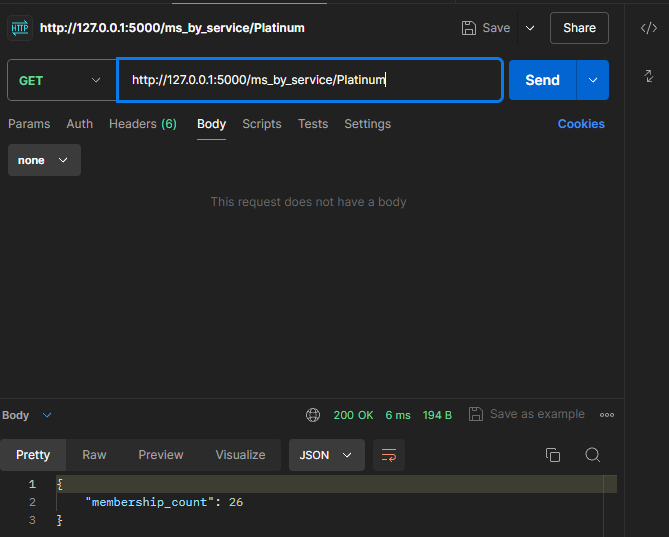 HTTP http://127.0.0.1:5000/ms_by_service/Platinum Save Share
GET http://127.0.0.1:5000/ms_by_service/Platinum Send
Params Auth Headers (6) Body Scripts Tests Settings Cookies
none
This request does not have a body
Body 200 OK 6 ms 194 B Save as example
Pretty Raw Preview Visualize JSON
1 {
2 "membership_count": 26
3 }